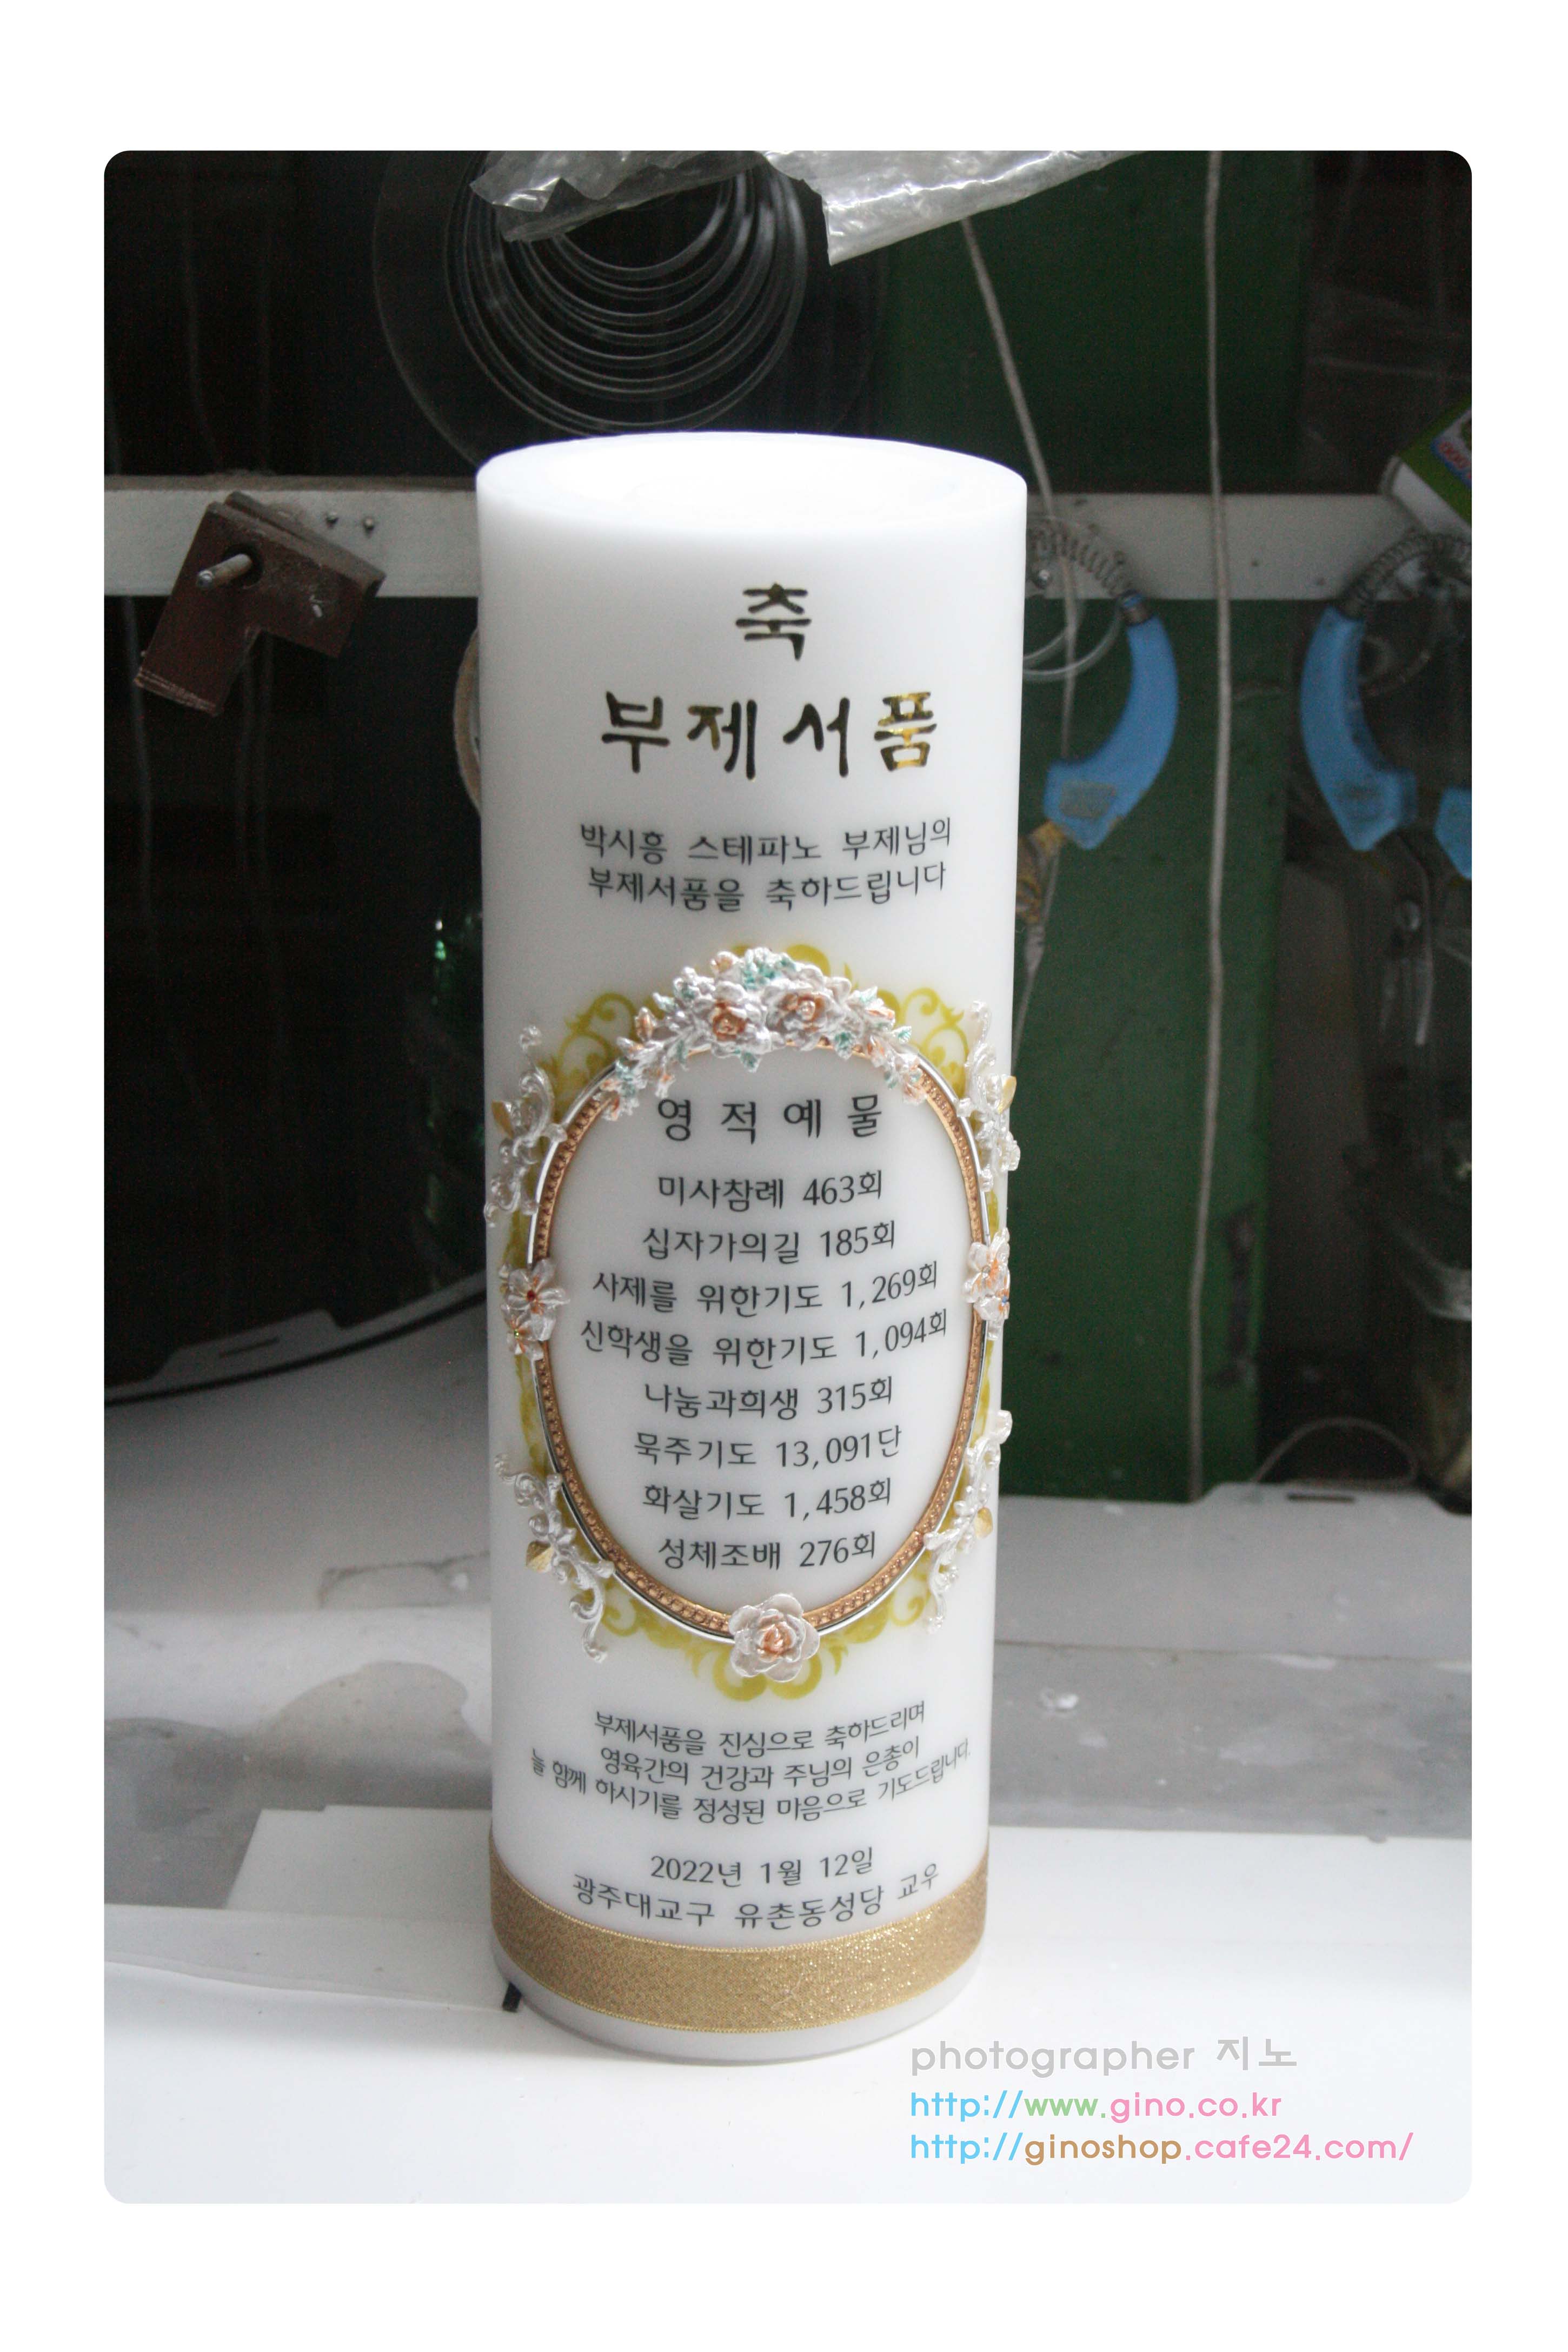 축
부제서품
박시흥 스테파노 부제님의
부제서품을 축하드립니다
영적예물
미사참례 463회
십자가의길 185회
사제를 위한기도 1,269회
신학생을 위한기도 1,094회
나눔과희생 315회
묵주기도 13,091단
화살기도 1,458회
성체조배 276회
부제서품을 진심으로 축하드리며
영육간의 건강과 주님의 은총이
늘 함께 하시기를 정성된 마음으로 기도드립니다.
2022년 1월 12일
광주대교구 유촌동성당 교우
photographer 지노
http://www.gino.co.kr
http://ginoshop.cafe24.com/